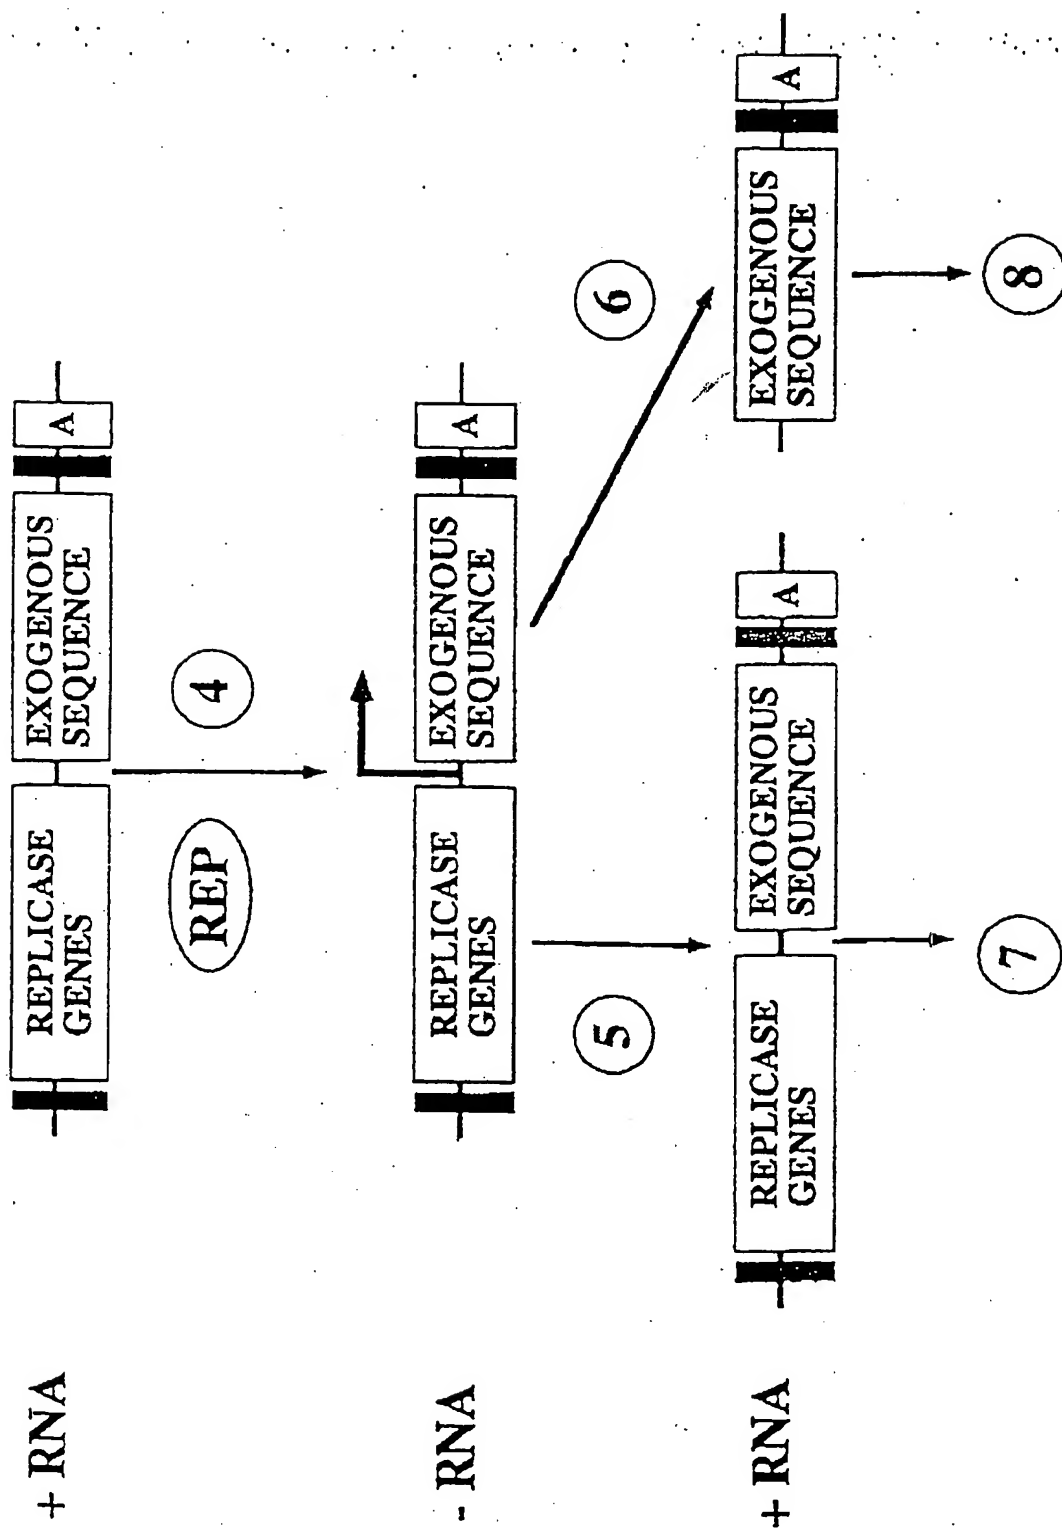 + RNA
REPLICASE
GENES
EXOGENOUS
SEQUENCE
A
REP
4
- RNA
REPLICASE
GENES
EXOGENOUS
SEQUENCE
A
5
6
+ RNA
REPLICASE
GENES
EXOGENOUS
SEQUENCE
A
EXOGENOUS
SEQUENCE
A
7
8